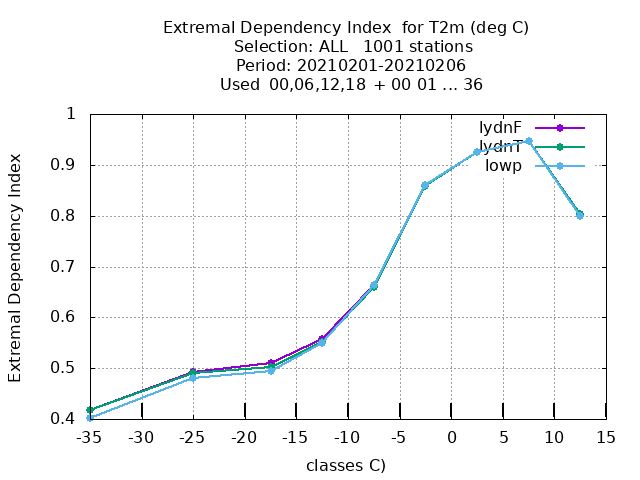 Extremal Dependency Index  for T2m (deg C)
Selection: ALL   1001 stations
Period: 20210201-20210206
Used  00,06,12,18  + 00 01 ... 36
Extremal Dependency Index
1
0.9
0.8
0.7
0.6
0.5
0.4
lydnF
lydnT
lowp
-35 -30 -25 -20 -15 -10 -5 0 5 10 15
classes C)